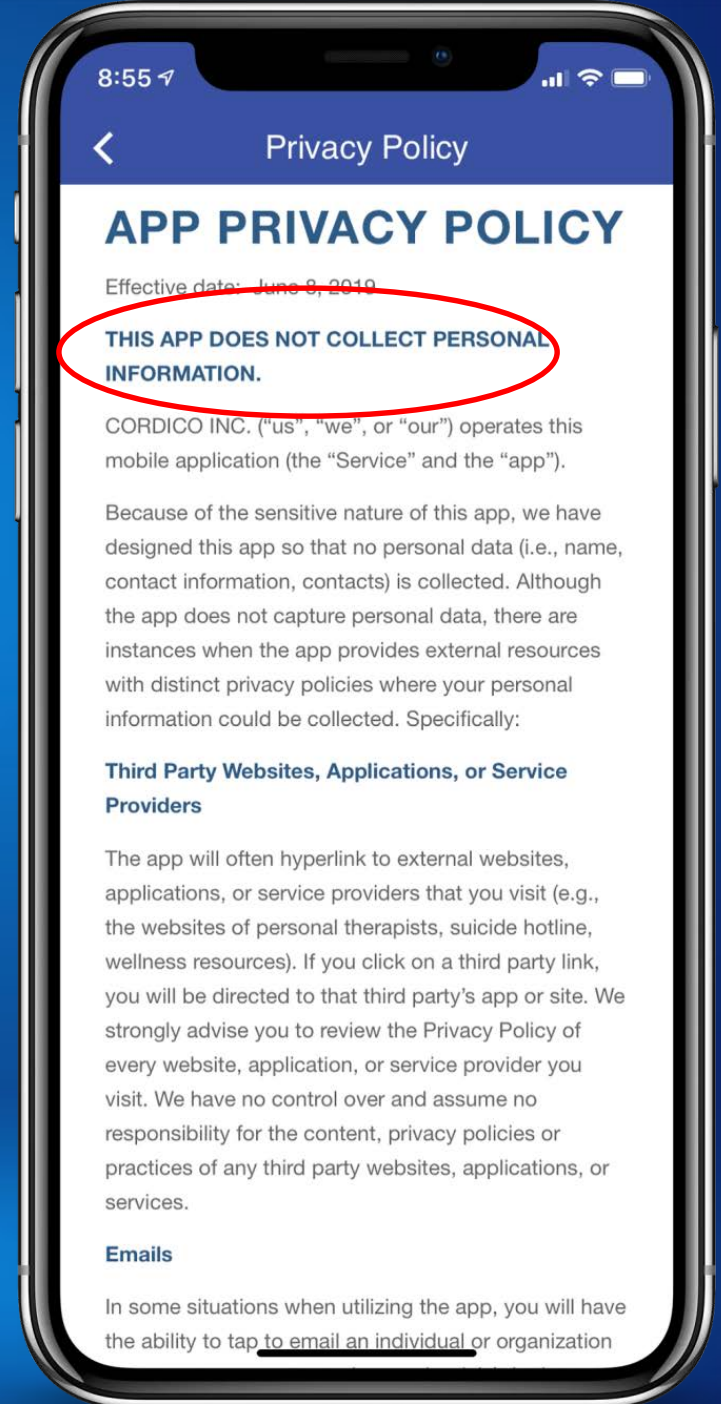 8:55
Privacy Policy
APP PRIVACY POLICY
Effective date: June 8, 2019
THIS APP DOES NOT COLLECT PERSONAL
INFORMATION.
CORDICO INC. (“us”, “we”, or “our”) operates this
mobile application (the “Service” and the “app”).
Because of the sensitive nature of this app, we have
designed this app so that no personal data (i.e., name,
contact information, contacts) is collected. Although
the app does not capture personal data, there are
instances when the app provides external resources
with distinct privacy policies where your personal
information could be collected. Specifically:
Third Party Websites, Applications, or Service
Providers
The app will often hyperlink to external websites,
applications, or service providers that you visit (e.g.,
the websites of personal therapists, suicide hotline,
wellness resources). If you click on a third party link,
you will be directed to that third party’s app or site. We
strongly advise you to review the Privacy Policy of
every website, application, or service provider you
visit. We have no control over and assume no
responsibility for the content, privacy policies or
practices of any third party websites, applications, or
services.
Emails
In some situations when utilizing the app, you will have
the ability to tap to email an individual or organization